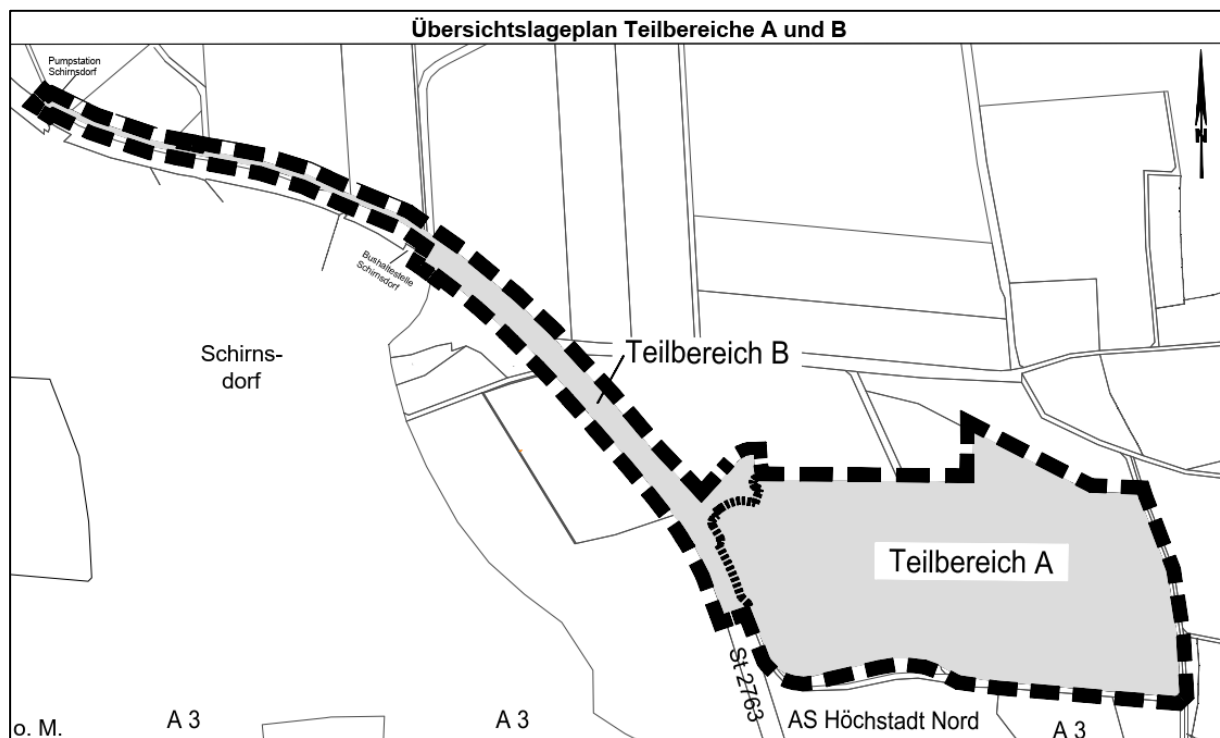 Übersichtslageplan Teilbereiche A und B
Pumpstation
Schirnsdorf
N
Bushaltestelle
Schirnsdorf
Schirns-
dorf
Teilbereich B
Teilbereich A
St 2763
o. M.
A 3
A 3
AS Höchstadt Nord
A 3